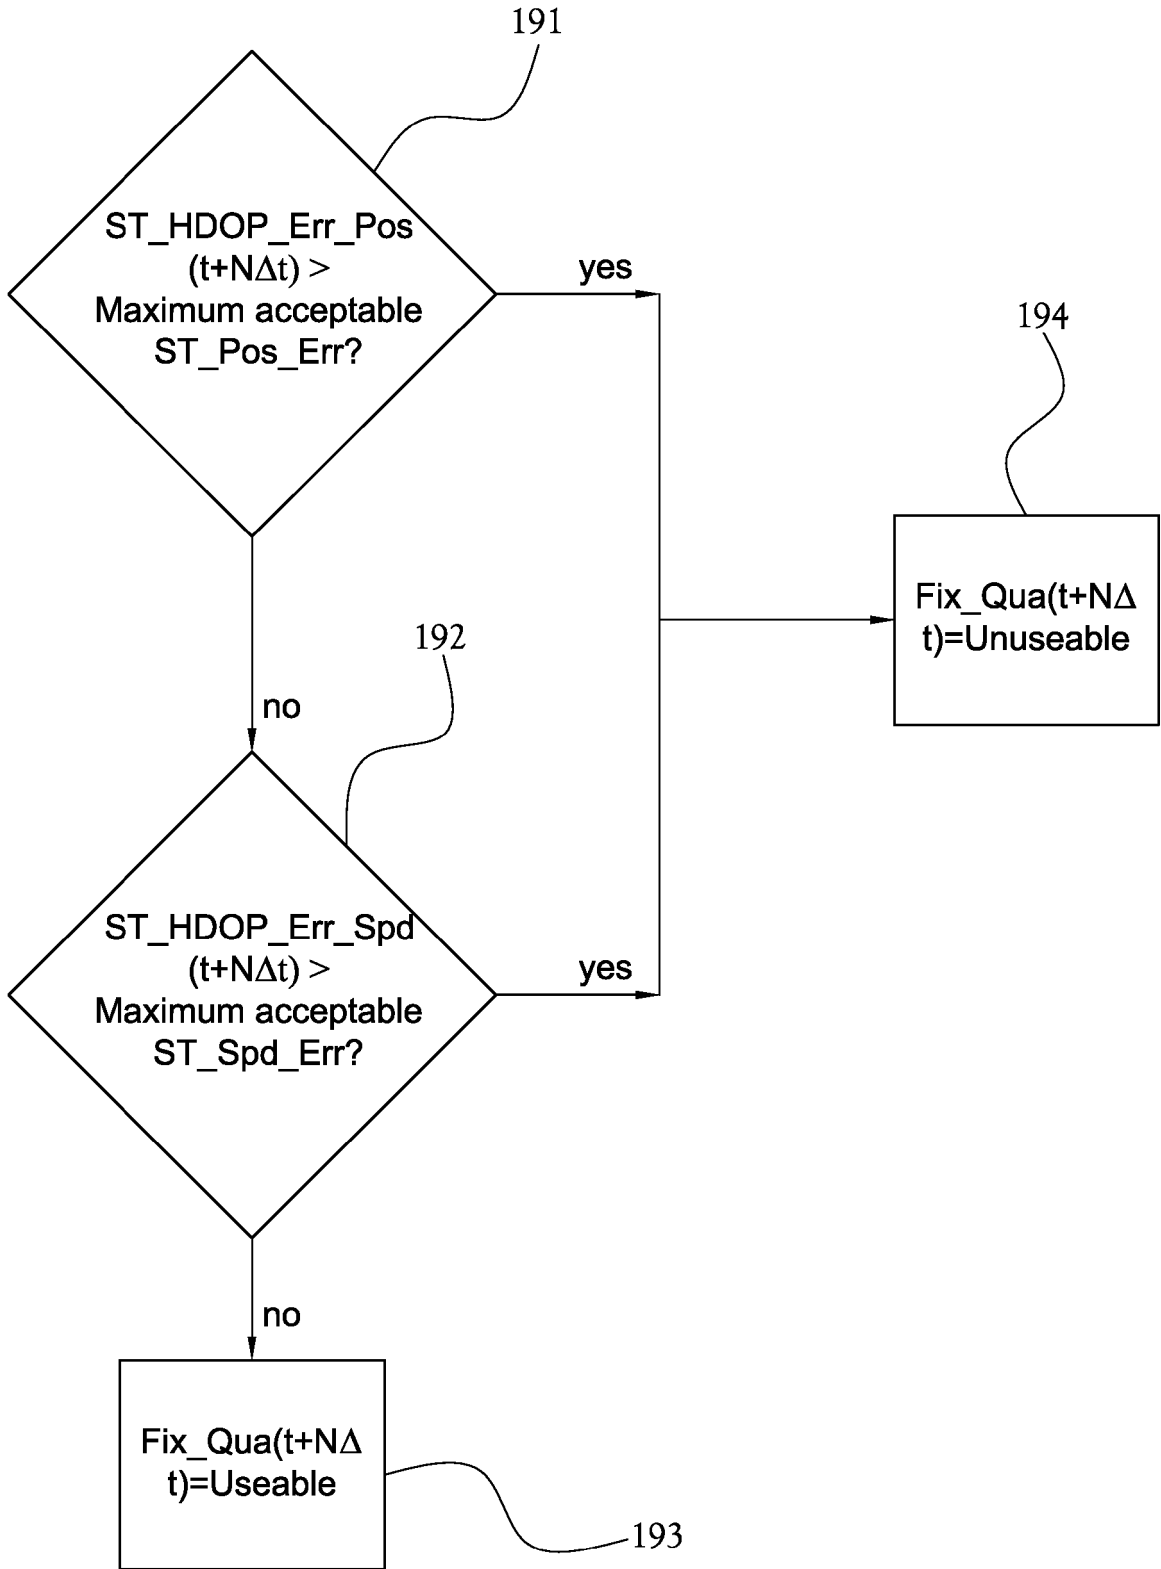 191
ST_HDOP_Err_Pos
(t+NΔt) >
Maximum acceptable
ST_Pos_Err?
yes
194
Fix_Qua(t+NΔ
t)=Unuseable
no
192
ST_HDOP_Err_Spd
(t+NΔt) >
Maximum acceptable
ST_Spd_Err?
yes
no
Fix_Qua(t+NΔ
t)=Useable
193